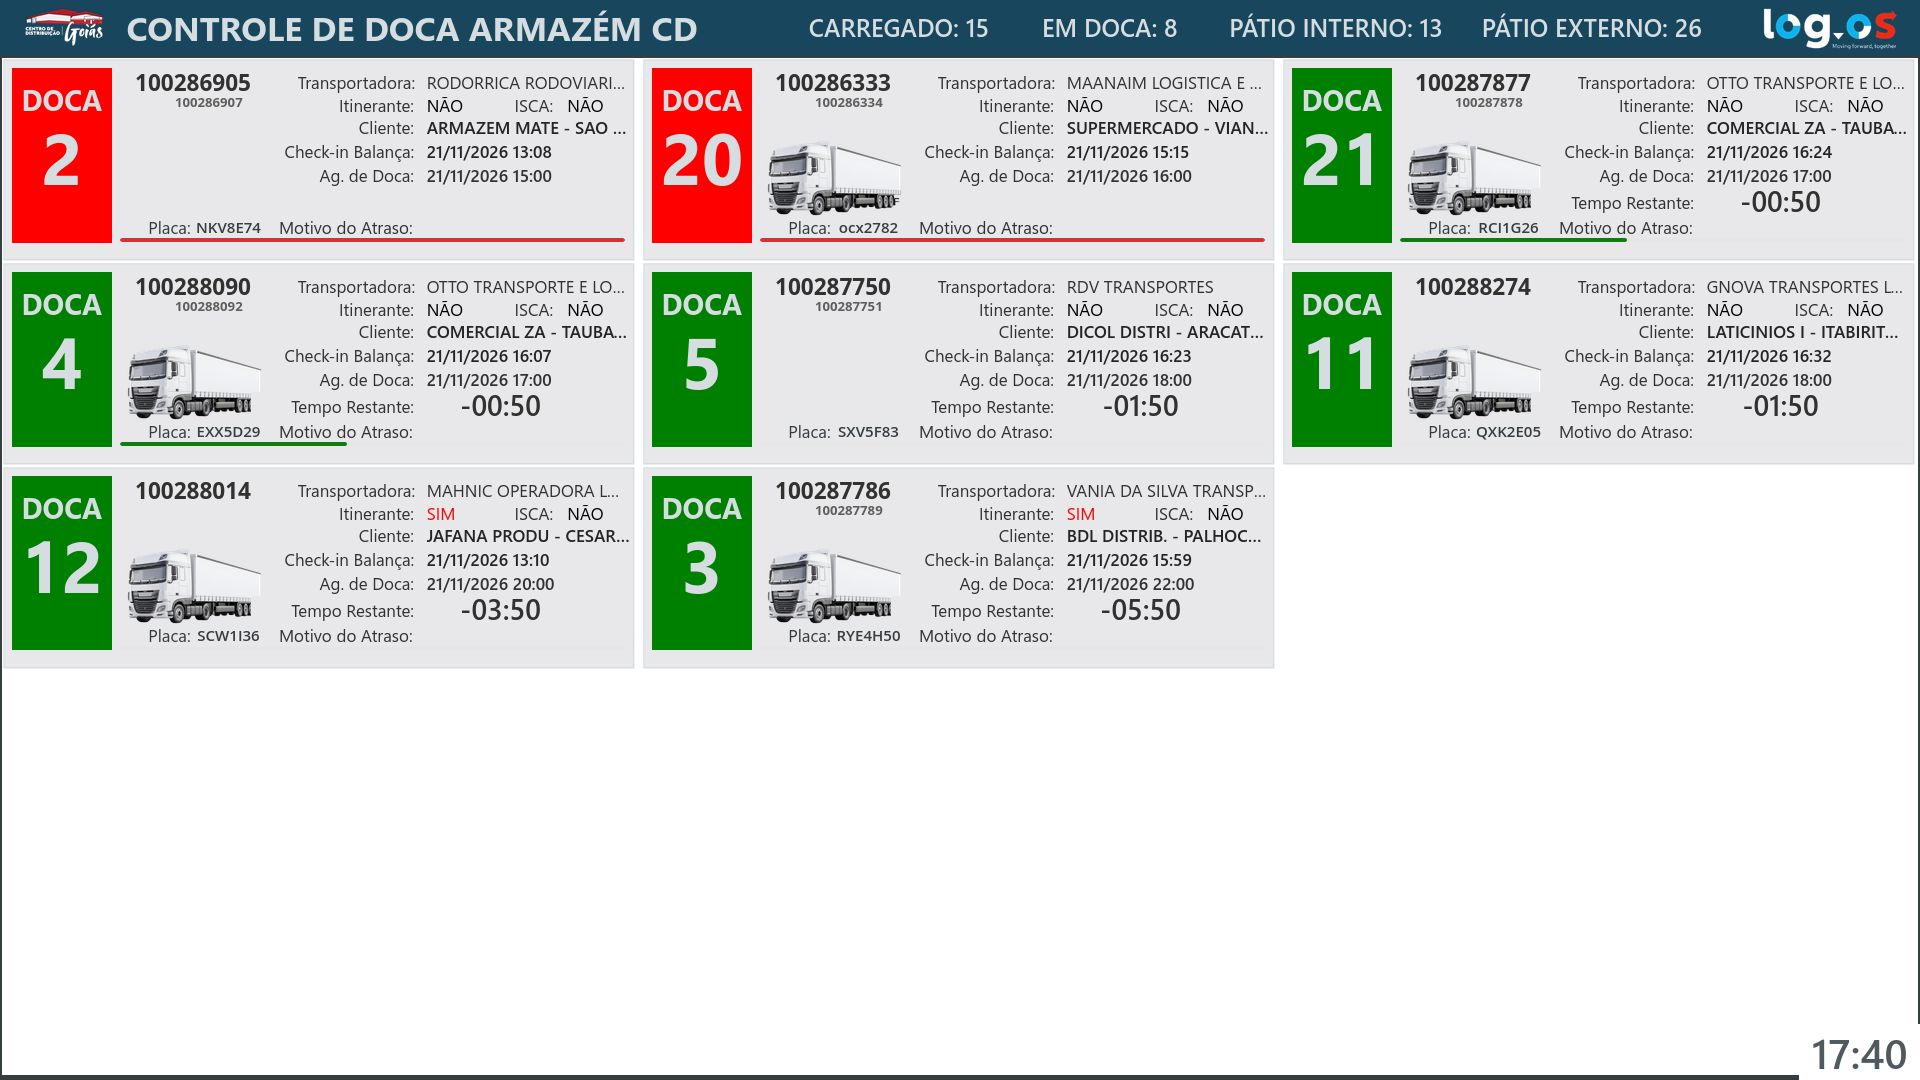 CENTRO DE DISTRIBUIÇÃO Goiás
CONTROLE DE DOCA ARMAZÉM CD
CARREGADO: 15
EM DOCA: 8
PÁTIO INTERNO: 13
PÁTIO EXTERNO: 26
log.os
Moving forward, together
DOCA
2
100286905
100286907
Transportadora: RODORRICA RODOVIARI...
Itinerante: NÃO ISCA: NÃO
Cliente: ARMAZEM MATE - SAO ...
Check-in Balança: 21/11/2026 13:08
Ag. de Doca: 21/11/2026 15:00
Placa: NKV8E74 Motivo do Atraso:
DOCA
20
100286333
100286334
Transportadora: MAANAIM LOGISTICA E ...
Itinerante: NÃO ISCA: NÃO
Cliente: SUPERMERCADO - VIAN...
Check-in Balança: 21/11/2026 15:15
Ag. de Doca: 21/11/2026 16:00
Placa: ocx2782 Motivo do Atraso:
DOCA
21
100287877
100287878
Transportadora: OTTO TRANSPORTE E LO...
Itinerante: NÃO ISCA: NÃO
Cliente: COMERCIAL ZA - TAUBA...
Check-in Balança: 21/11/2026 16:24
Ag. de Doca: 21/11/2026 17:00
Tempo Restante: -00:50
Placa: RCI1G26 Motivo do Atraso:
DOCA
4
100288090
100288092
Transportadora: OTTO TRANSPORTE E LO...
Itinerante: NÃO ISCA: NÃO
Cliente: COMERCIAL ZA - TAUBA...
Check-in Balança: 21/11/2026 16:07
Ag. de Doca: 21/11/2026 17:00
Tempo Restante: -00:50
Placa: EXX5D29 Motivo do Atraso:
DOCA
5
100287750
100287751
Transportadora: RDV TRANSPORTES
Itinerante: NÃO ISCA: NÃO
Cliente: DICOL DISTRI - ARACAT...
Check-in Balança: 21/11/2026 16:23
Ag. de Doca: 21/11/2026 18:00
Tempo Restante: -01:50
Placa: SXV5F83 Motivo do Atraso:
DOCA
11
100288274
Transportadora: GNOVA TRANSPORTES L...
Itinerante: NÃO ISCA: NÃO
Cliente: LATICINIOS I - ITABIRIT...
Check-in Balança: 21/11/2026 16:32
Ag. de Doca: 21/11/2026 18:00
Tempo Restante: -01:50
Placa: QXK2E05 Motivo do Atraso:
DOCA
12
100288014
Transportadora: MAHNIC OPERADORA L...
Itinerante: SIM ISCA: NÃO
Cliente: JAFANA PRODU - CESAR...
Check-in Balança: 21/11/2026 13:10
Ag. de Doca: 21/11/2026 20:00
Tempo Restante: -03:50
Placa: SCW1I36 Motivo do Atraso:
DOCA
3
100287786
100287789
Transportadora: VANIA DA SILVA TRANSP...
Itinerante: SIM ISCA: NÃO
Cliente: BDL DISTRIB. - PALHOC...
Check-in Balança: 21/11/2026 15:59
Ag. de Doca: 21/11/2026 22:00
Tempo Restante: -05:50
Placa: RYE4H50 Motivo do Atraso:
17:40